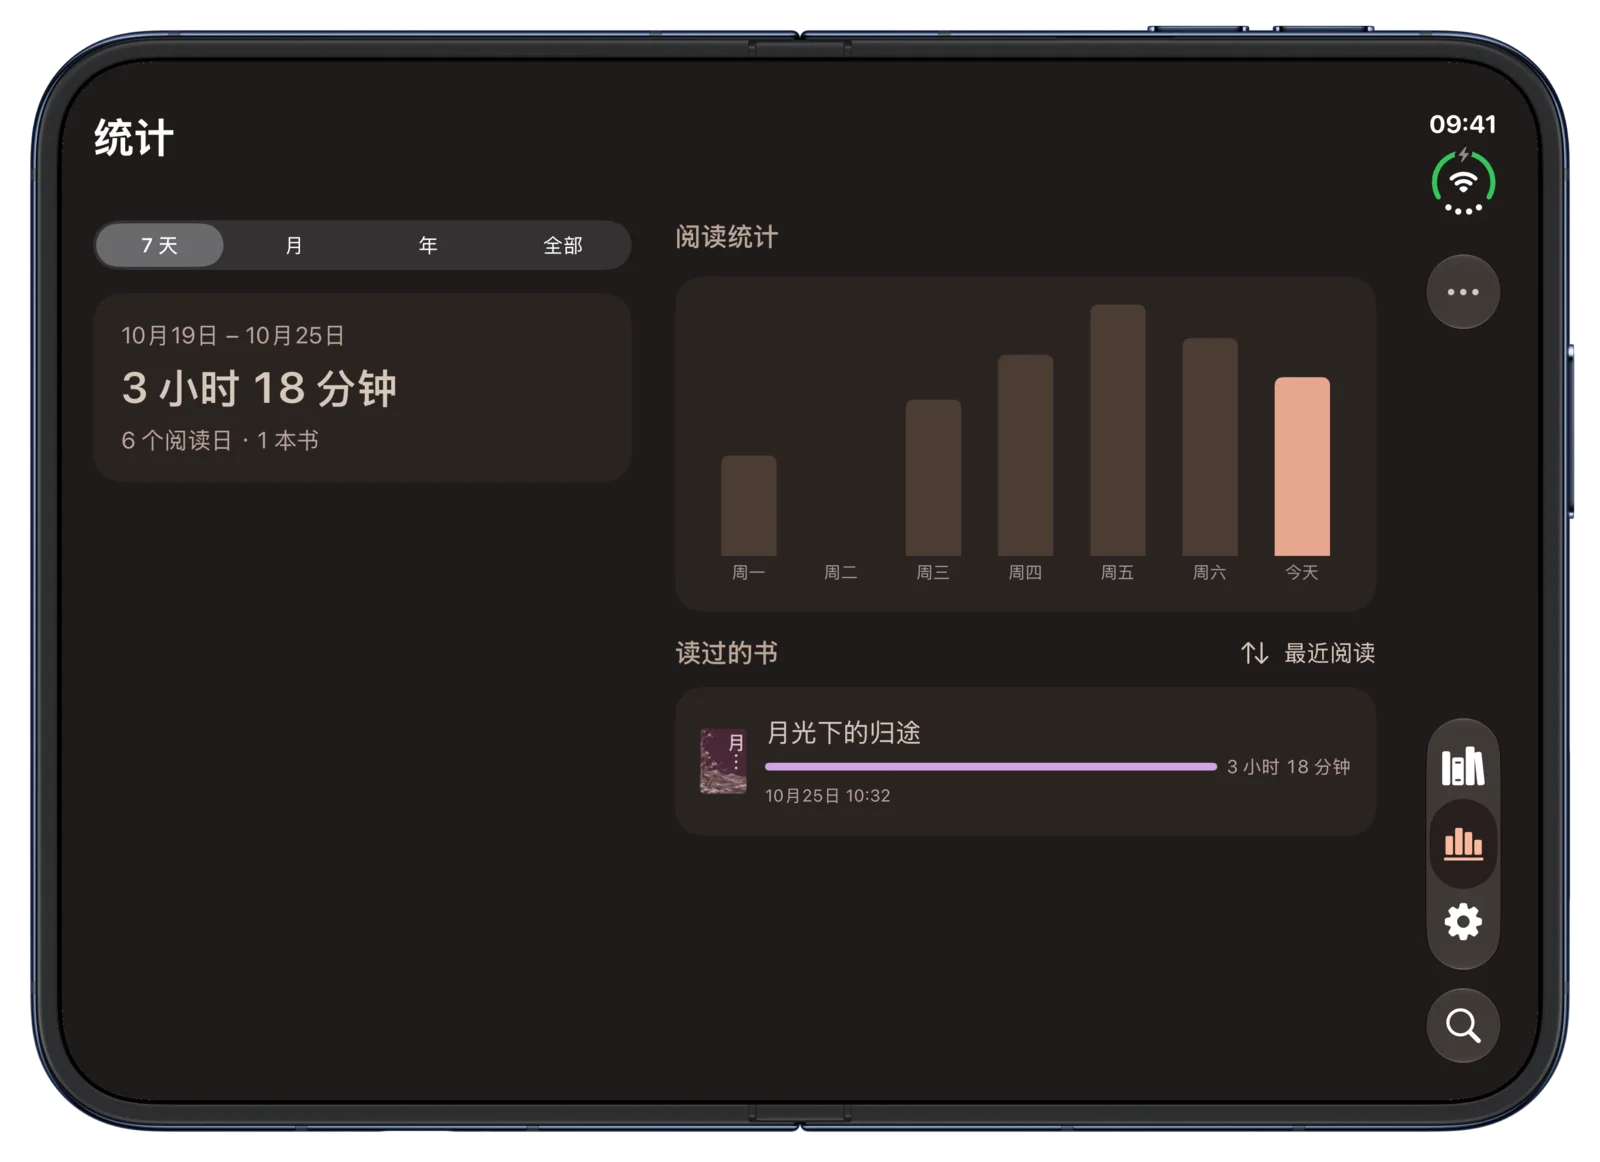 统计
09:41
7 天
月
年
全部
10月19日 – 10月25日
3 小时 18 分钟
6 个阅读日 · 1 本书
阅读统计
周一
周二
周三
周四
周五
周六
今天
读过的书
最近阅读
月…
月光下的归途
3 小时 18 分钟
10月25日 10:32